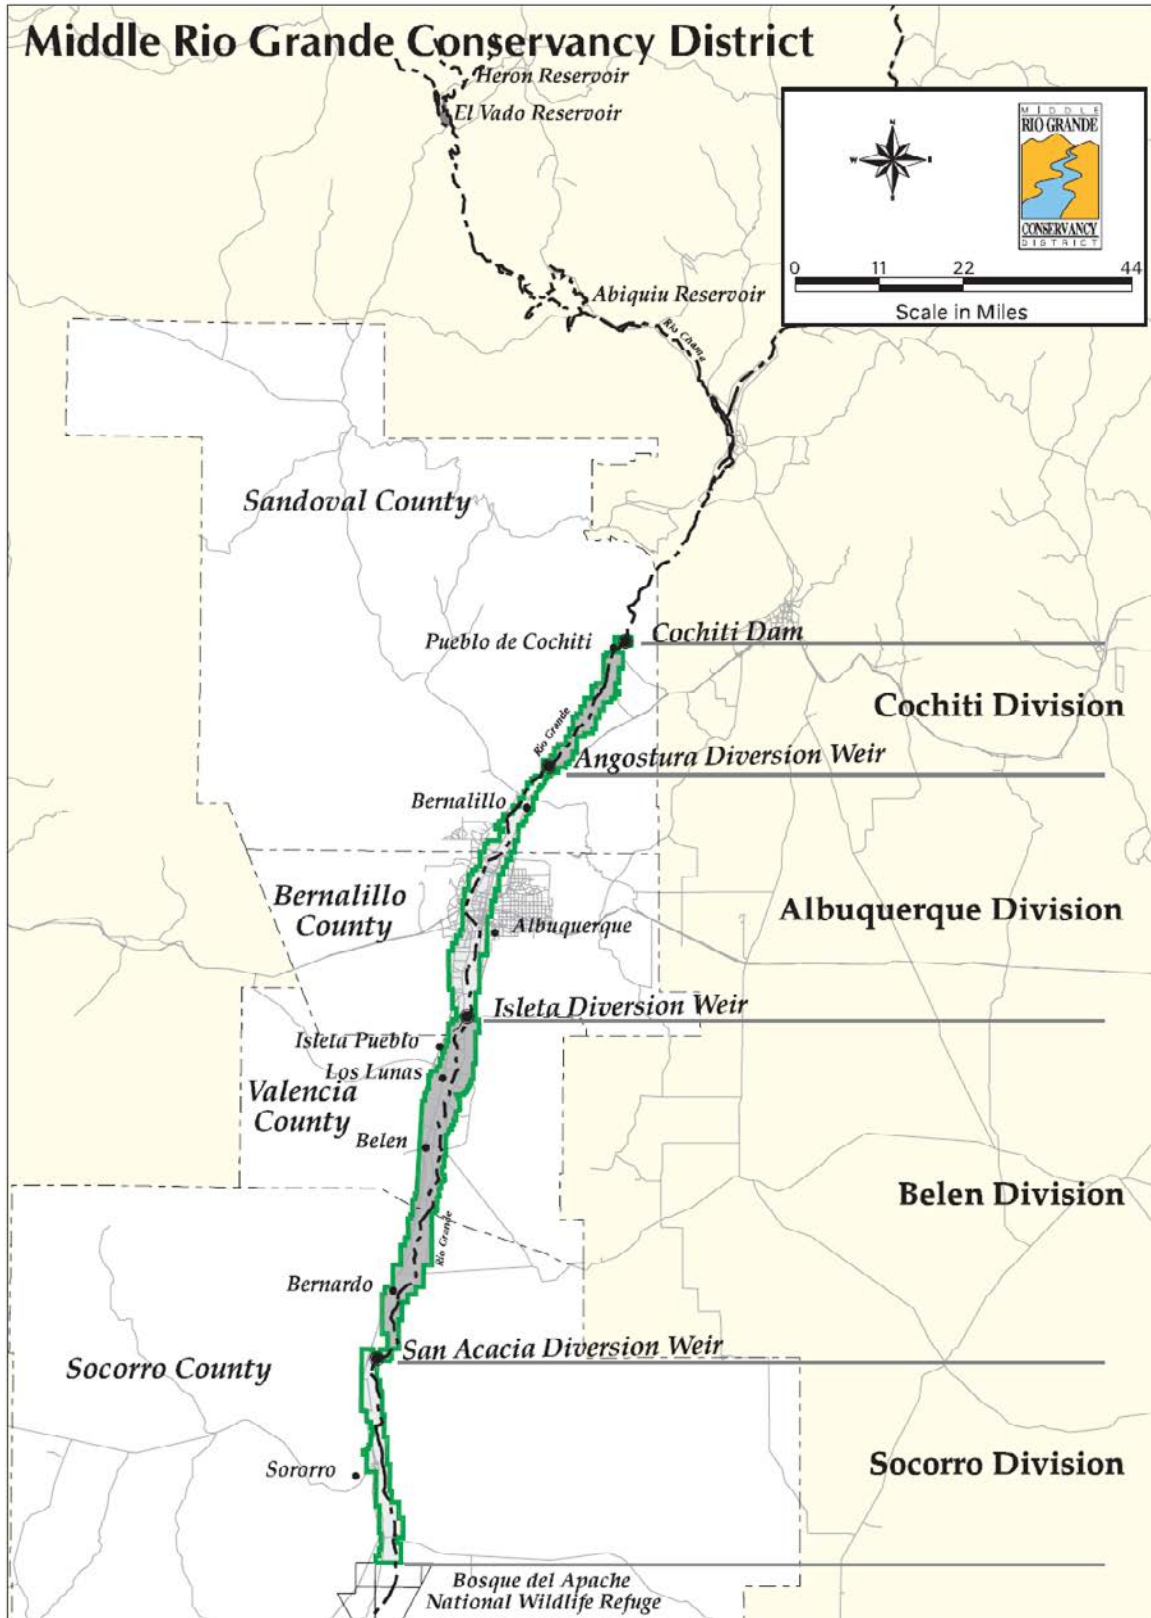 Middle Rio Grande Conservancy District
Heron Reservoir
El Vado Reservoir
N
W E
S
MIDDLE
RIO GRANDE
CONSERVANCY
DISTRICT
0 11 22 44
Scale in Miles
Abiquiu Reservoir
Rio Chama
Sandoval County
Pueblo de Cochiti
Cochiti Dam
Cochiti Division
Rio Grande
Angostura Diversion Weir
Bernalillo
Bernalillo
County
Albuquerque
Albuquerque Division
Isleta Diversion Weir
Isleta Pueblo
Los Lunas
Valencia
County
Belen
Belen Division
Rio Grande
Bernardo
San Acacia Diversion Weir
Socorro County
Sororro
Socorro Division
Bosque del Apache
National Wildlife Refuge